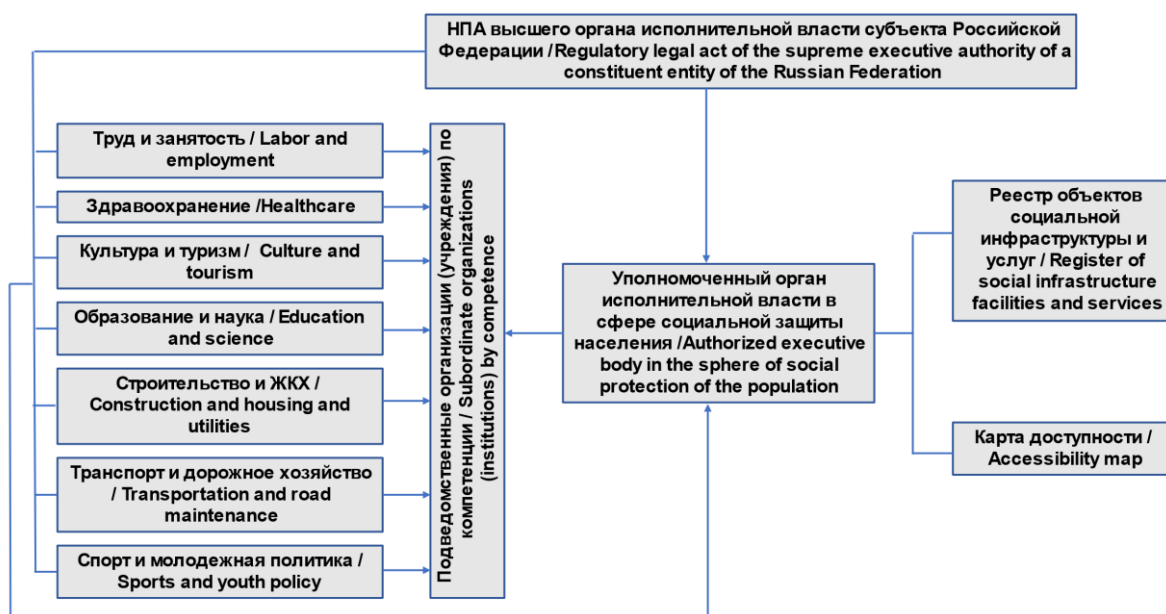 НПА высшего органа исполнительной власти субъекта Российской
Федерации /Regulatory legal act of the supreme executive authority of a
constituent entity of the Russian Federation
Труд и занятость / Labor and
employment
Здравоохранение /Healthcare
Культура и туризм /  Culture and
tourism
Образование и наука / Education
and science
Строительство и ЖКХ /
Construction and housing and
utilities
Транспорт и дорожное хозяйство
/ Transportation and road
maintenance
Спорт и молодежная политика /
Sports and youth policy
Подведомственные организации (учреждения) по
компетенции / Subordinate organizations
(institutions) by competence
Уполномоченный орган
исполнительной власти в
сфере социальной защиты
населения /Authorized executive
body in the sphere of social
protection of the population
Реестр объектов
социальной
инфраструктуры и
услуг / Register of
social infrastructure
facilities and services
Карта доступности /
Accessibility map